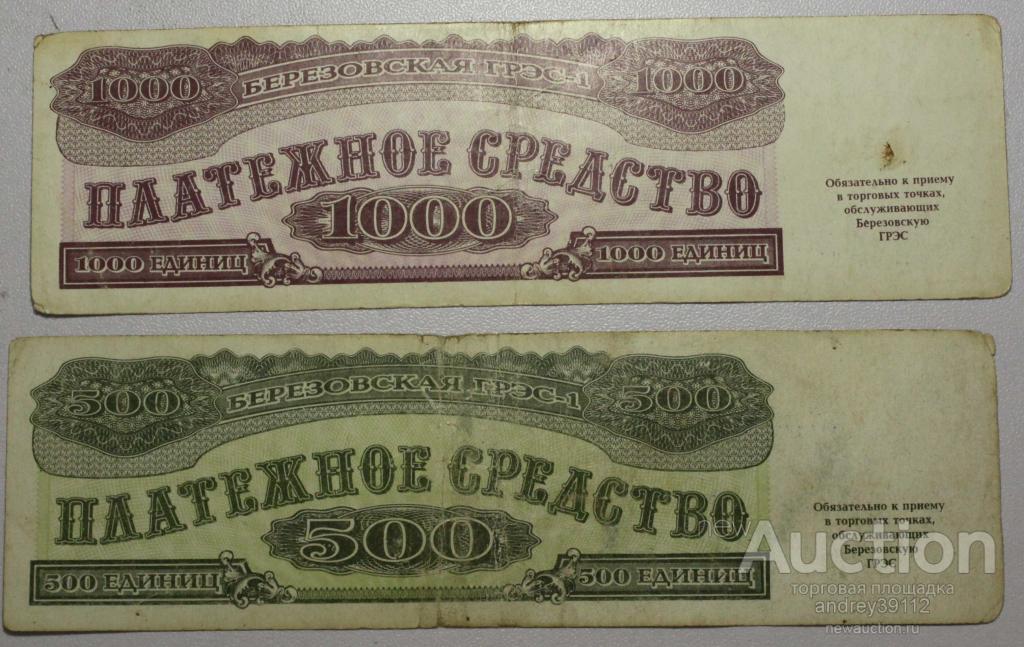 БЕРЕЗОВСКАЯ ГРЭС-1
1000 1000
ПЛАТЕЖНОЕ СРЕДСТВО
1000
1000 ЕДИНИЦ 1000 ЕДИНИЦ
Обязательно к приему
в торговых точках,
обслуживающих
Березовскую
ГРЭС
БЕРЕЗОВСКАЯ ГРЭС-1
500 500
ПЛАТЕЖНОЕ СРЕДСТВО
500
500 ЕДИНИЦ 500 ЕДИНИЦ
Обязательно к приему
в торговых точках,
обслуживающих
Березовскую
ГРЭС
new Auction
торговая площадка
andrey39112
newauction.ru